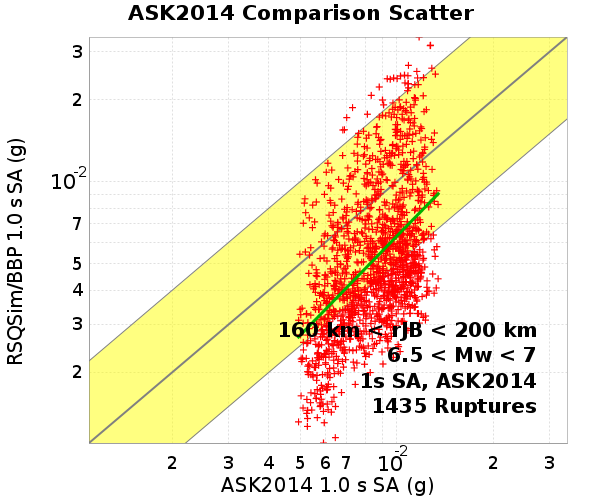 ASK2014 Comparison Scatter
RSQSim/BBP 1.0 s SA (g)
3
2
10-2
7
5
4
3
2
160 km < rJB < 200 km
6.5 < Mw < 7
1s SA, ASK2014
1435 Ruptures
2 3 4 5 6 7 10-2 2 3
ASK2014 1.0 s SA (g)